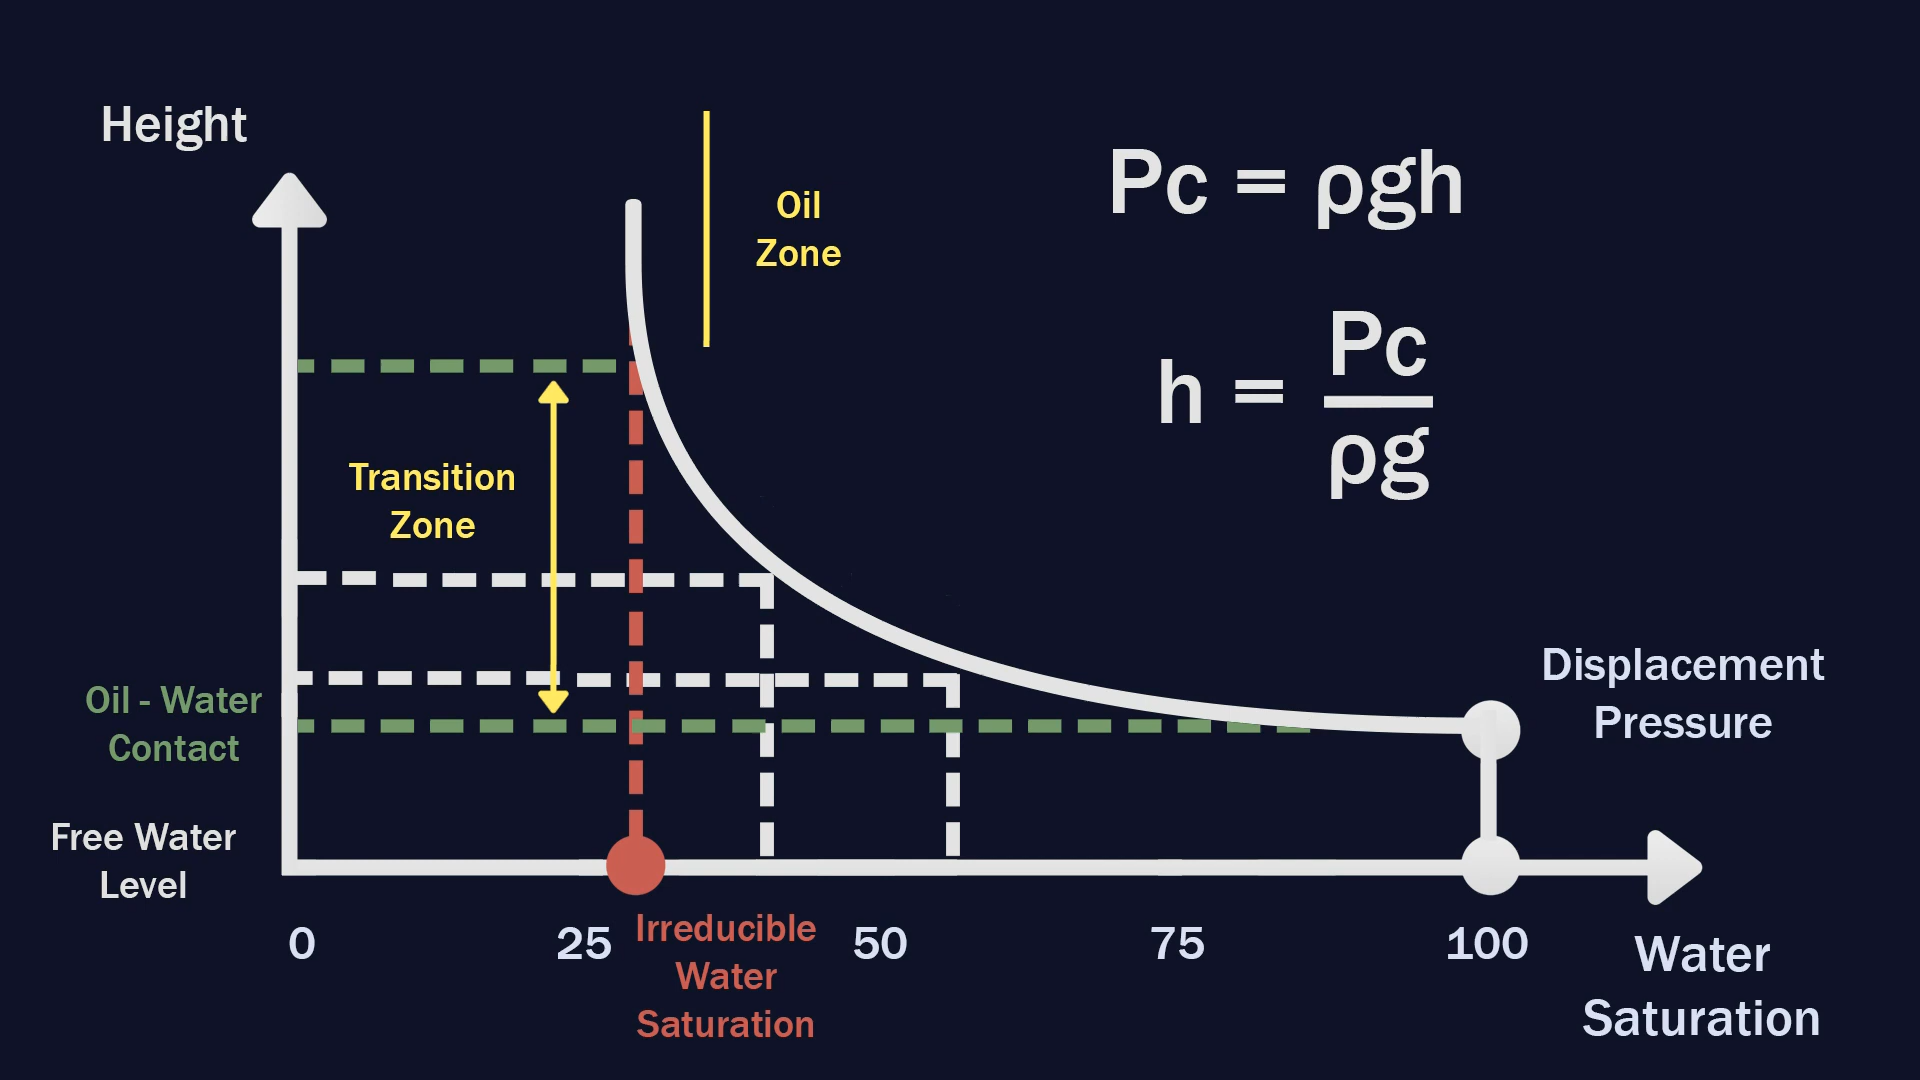 Height
Oil
Zone
Pc = ρgh
h = Pc
ρg
Transition
Zone
Oil - Water
Contact
Displacement
Pressure
Free Water
Level
0 25 50 75 100
Irreducible
Water
Saturation
Water
Saturation